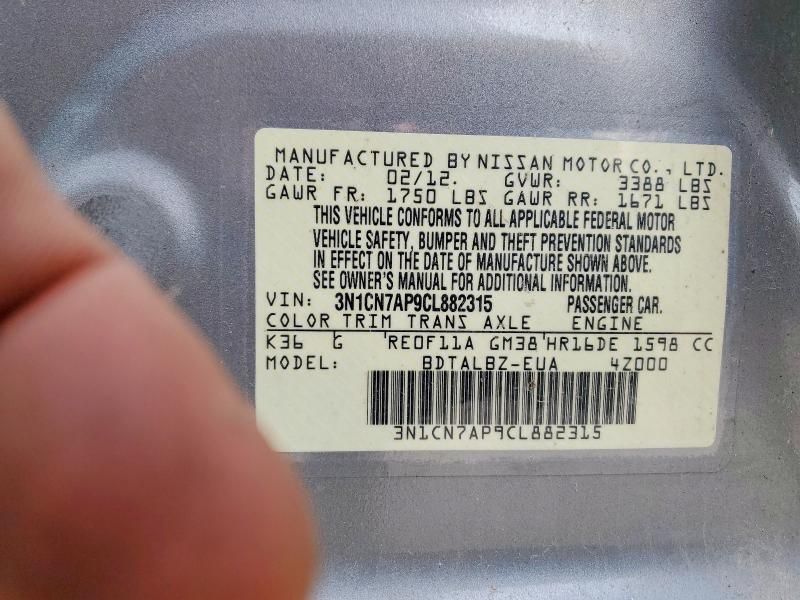 MANUFACTURED BY NISSAN MOTOR CO., LTD.
DATE: 02/12. GVWR: 3388 LBS
GAWR FR: 1750 LBS GAWR RR: 1671 LBS
THIS VEHICLE CONFORMS TO ALL APPLICABLE FEDERAL MOTOR
VEHICLE SAFETY, BUMPER AND THEFT PREVENTION STANDARDS
IN EFFECT ON THE DATE OF MANUFACTURE SHOWN ABOVE.
SEE OWNER'S MANUAL FOR ADDITIONAL INFORMATION.
VIN: 3N1CN7AP9CL882315 PASSENGER CAR.
COLOR TRIM TRANS AXLE ENGINE
K36 G RE0F11A GM38 HR16DE 1598 CC
MODEL: BDTALBZ-EUA 4Z000
3N1CN7AP9CL882315